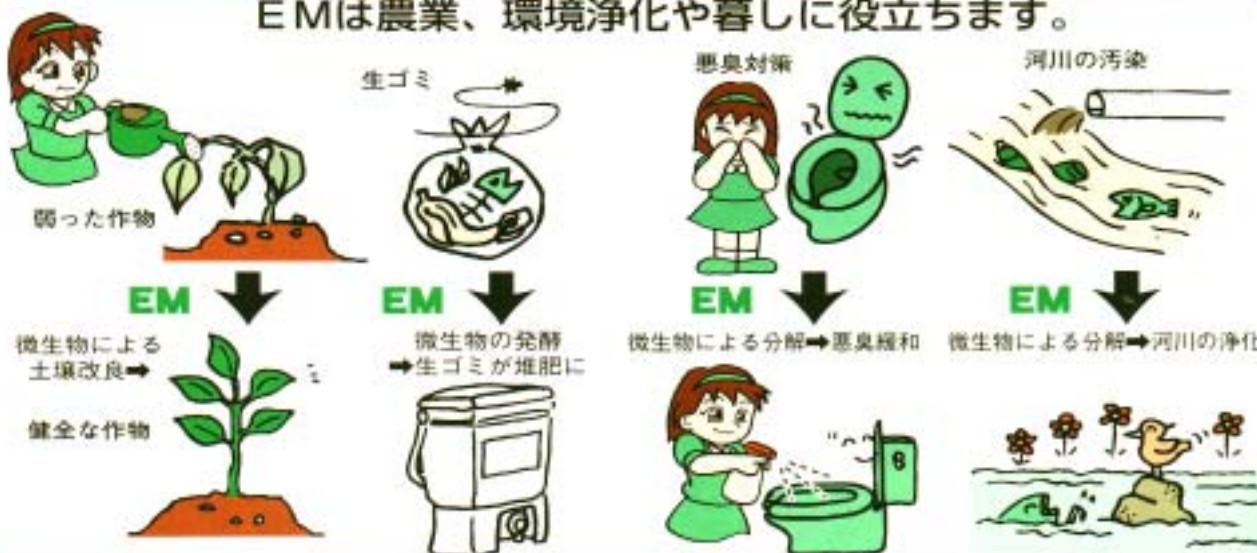 EMは農業、環境浄化や暮しに役立ちます。
弱った作物
EM
微生物による
土壌改良➡
健全な作物
生ゴミ
EM
微生物の発酵
➡生ゴミが堆肥に
悪臭対策
EM
微生物による分解➡悪臭緩和
河川の汚染
EM
微生物による分解➡河川の浄化